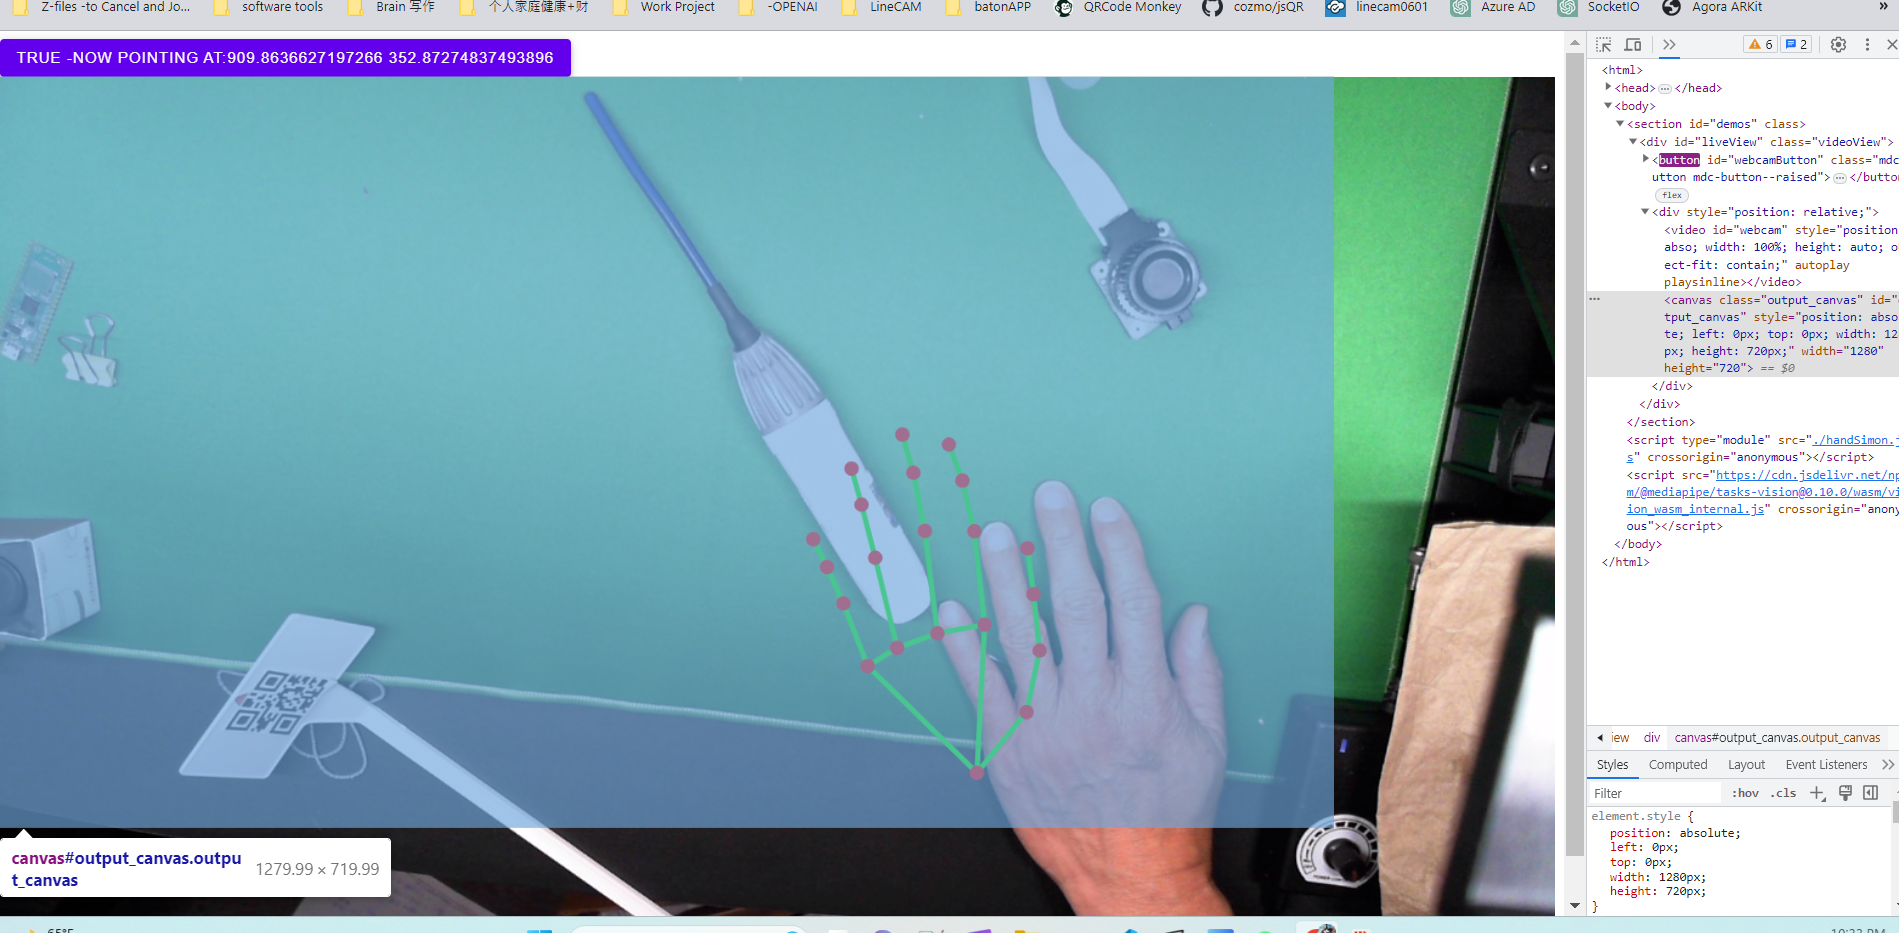 Z-files -to Cancel and Jo...
software tools
Brain 写作
个人家庭健康+财
Work Project
-OPENAI
LineCAM
batonAPP
QRCode Monkey
cozmo/jsQR
linecam0601
Azure AD
SocketIO
Agora ARKit
»
TRUE -NOW POINTING AT:909.8636627197266 352.87274837493896
6
2
<html>
<head> ... </head>
<body>
<section id="demos" class>
<div id="liveView" class="videoView">
<button id="webcamButton" class="mdc
utton mdc-button--raised"> ... </button
flex
<div style="position: relative;">
<video id="webcam" style="position
abso; width: 100%; height: auto; o
ect-fit: contain;" autoplay
playsinline></video>
<canvas class="output_canvas" id="
tput_canvas" style="position: abso
te; left: 0px; top: 0px; width: 12
px; height: 720px;" width="1280"
height="720"> == $0
</div>
</div>
</section>
<script type="module" src="./handSimon.j
s" crossorigin="anonymous"></script>
<script src="https://cdn.jsdelivr.net/np
m/@mediapipe/tasks-vision@0.10.0/wasm/vi
ion_wasm_internal.js" crossorigin="anony
ous"></script>
</body>
</html>
iew div canvas#output_canvas.output_canvas
Styles Computed Layout Event Listeners
Filter :hov .cls
element.style {
position: absolute;
left: 0px;
top: 0px;
width: 1280px;
height: 720px;
}
canvas#output_canvas.outpu
t_canvas
1279.99 × 719.99